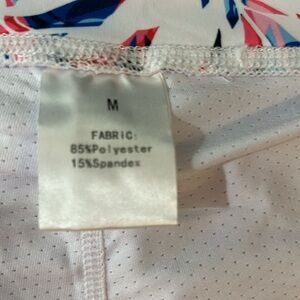 M
FABRIC:
85%Polyester
15%Spandex